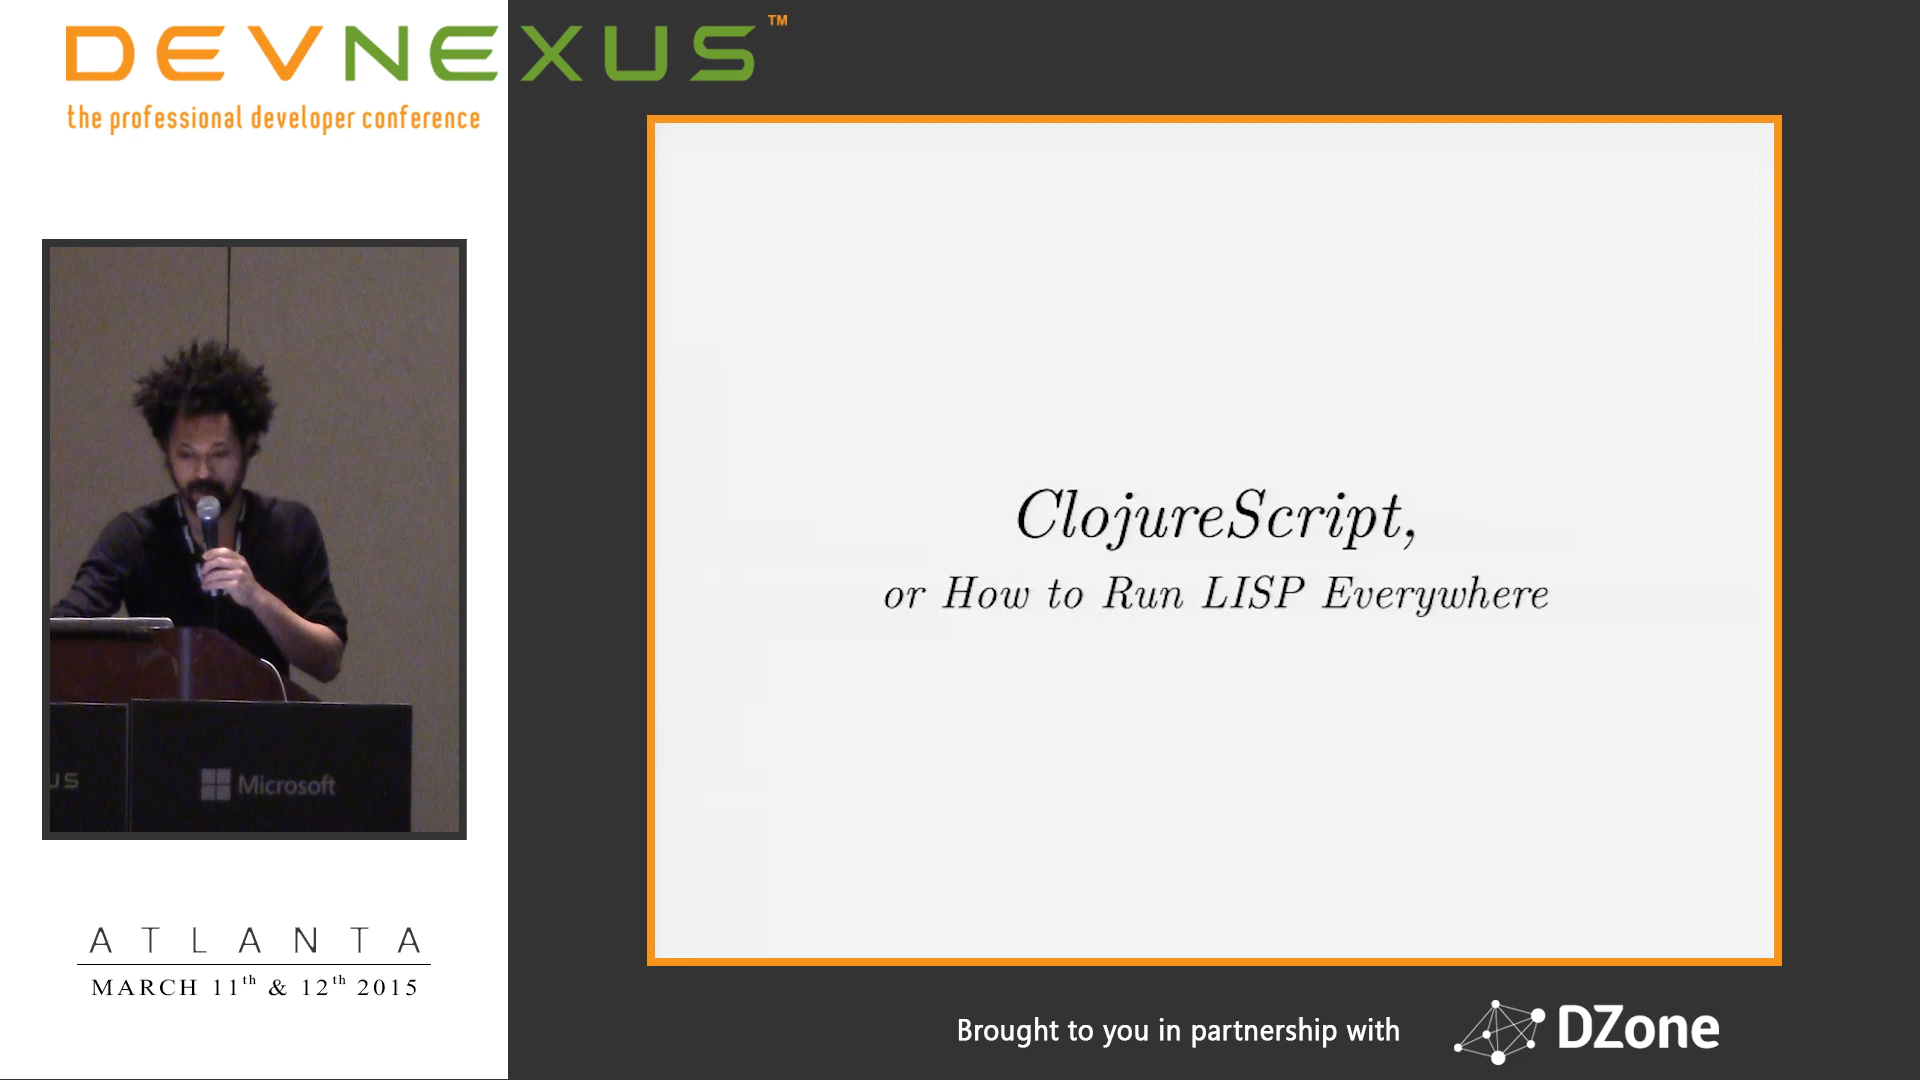 DEVNEXUS™
the professional developer conference
ClojureScript,
or How to Run LISP Everywhere
US
Microsoft
ATLANTA
MARCH 11th & 12th 2015
Brought to you in partnership with
DZone